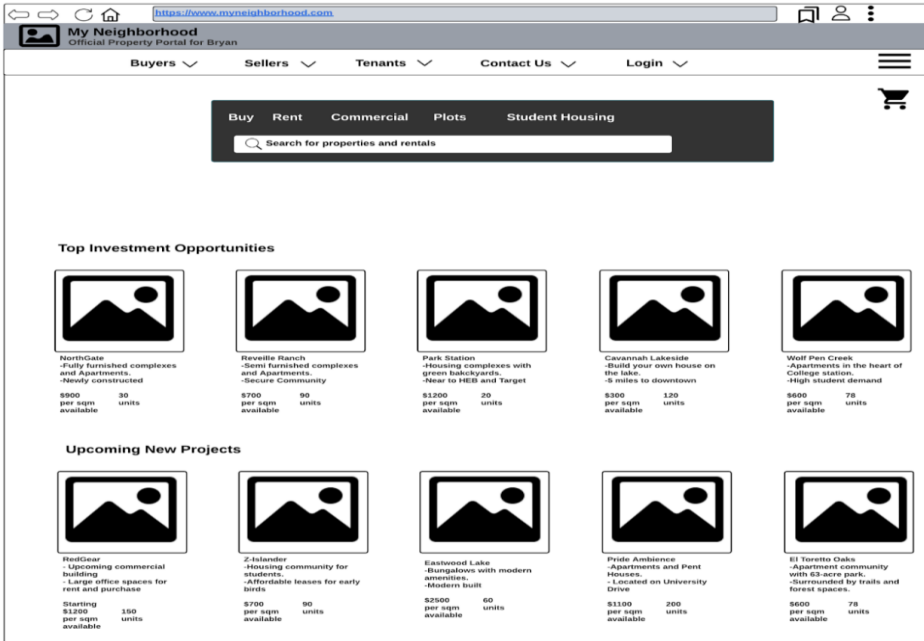 https://www.myneighborhood.com
My Neighborhood
Official Property Portal for Bryan
Buyers Sellers Tenants Contact Us Login
Buy Rent Commercial Plots Student Housing
Search for properties and rentals
Top Investment Opportunities
NorthGate
-Fully furnished complexes
and Apartments.
-Newly constructed
$900 30
per sqm units
available
Reveille Ranch
-Semi furnished complexes
and Apartments.
-Secure Community
$700 90
per sqm units
available
Park Station
-Housing complexes with
green bakckyards.
-Near to HEB and Target
$1200 20
per sqm units
available
Cavannah Lakeside
-Build your own house on
the lake.
-5 miles to downtown
$300 120
per sqm units
available
Wolf Pen Creek
-Apartments in the heart of
College station.
-High student demand
$600 78
per sqm units
available
Upcoming New Projects
RedGear
- Upcoming commercial
building
- Large office spaces for
rent and purchase
Starting
$1200 150
per sqm units
available
Z-Islander
-Housing community for
students.
-Affordable leases for early
birds
$700 90
per sqm units
available
Eastwood Lake
-Bungalows with modern
amenities.
-Modern built
$2500 60
per sqm units
available
Pride Ambience
-Apartments and Pent
Houses.
- Located on University
Drive
$1100 200
per sqm units
available
El Toretto Oaks
-Apartment community
with 63-acre park.
-Surrounded by trails and
forest spaces.
$600 78
per sqm units
available